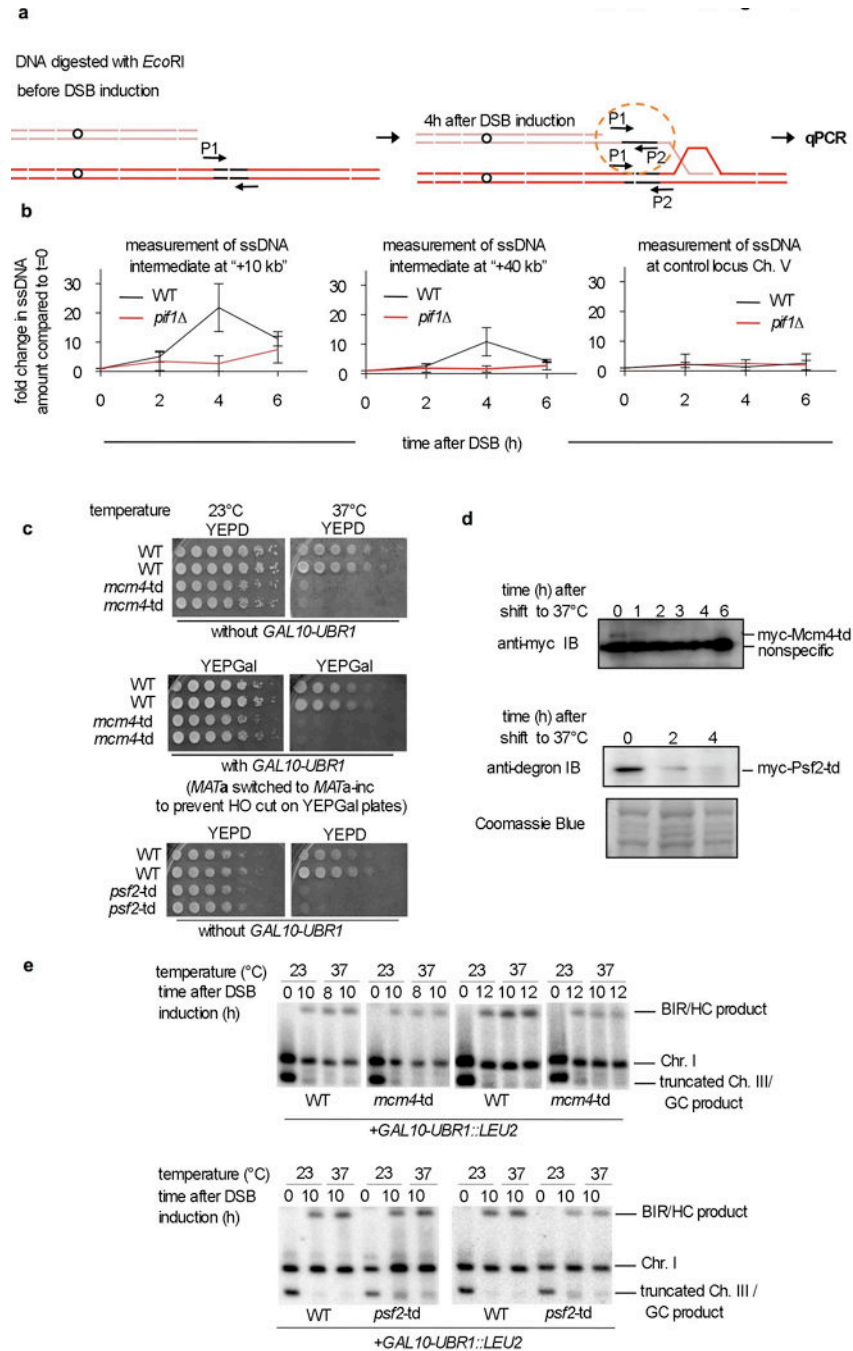 a
DNA digested with EcoRI
before DSB induction
P1
4h after DSB induction
P1
P1
P2
P2
qPCR
b
measurement of ssDNA
intermediate at "+10 kb"
measurement of ssDNA
intermediate at "+40 kb"
measurement of ssDNA
at control locus Ch. V
fold change in ssDNA
amount compared to t=0
30
20
10
0
WT
pif1Δ
0 2 4 6
30
20
10
0
WT
pif1Δ
0 2 4 6
30
20
10
0
WT
pif1Δ
0 2 4 6
time after DSB (h)
c
temperature 23°C 37°C
YEPD YEPD
WT
WT
mcm4-td
mcm4-td
without GAL10-UBR1
YEPGal YEPGal
WT
WT
mcm4-td
mcm4-td
with GAL10-UBR1
(MATa switched to MATa-inc
to prevent HO cut on YEPGal plates)
YEPD YEPD
WT
WT
psf2-td
psf2-td
without GAL10-UBR1
d
time (h) after
shift to 37°C
0 1 2 3 4 6
anti-myc IB
myc-Mcm4-td
nonspecific
time (h) after
shift to 37°C
0 2 4
anti-degron IB
myc-Psf2-td
Coomassie Blue
e
temperature (°C) 23 37 23 37 23 37 23 37
time after DSB
induction (h)
0 10 8 10 0 10 8 10 0 12 10 12 0 12 10 12
BIR/HC product
Chr. I
truncated Ch. III/
GC product
WT mcm4-td WT mcm4-td
+GAL10-UBR1::LEU2
temperature (°C) 23 37 23 37 23 37 23 37
time after DSB
induction (h)
0 10 10 0 10 10 0 10 10 0 10 10
BIR/HC product
Chr. I
truncated Ch. III /
GC product
WT psf2-td WT psf2-td
+GAL10-UBR1::LEU2